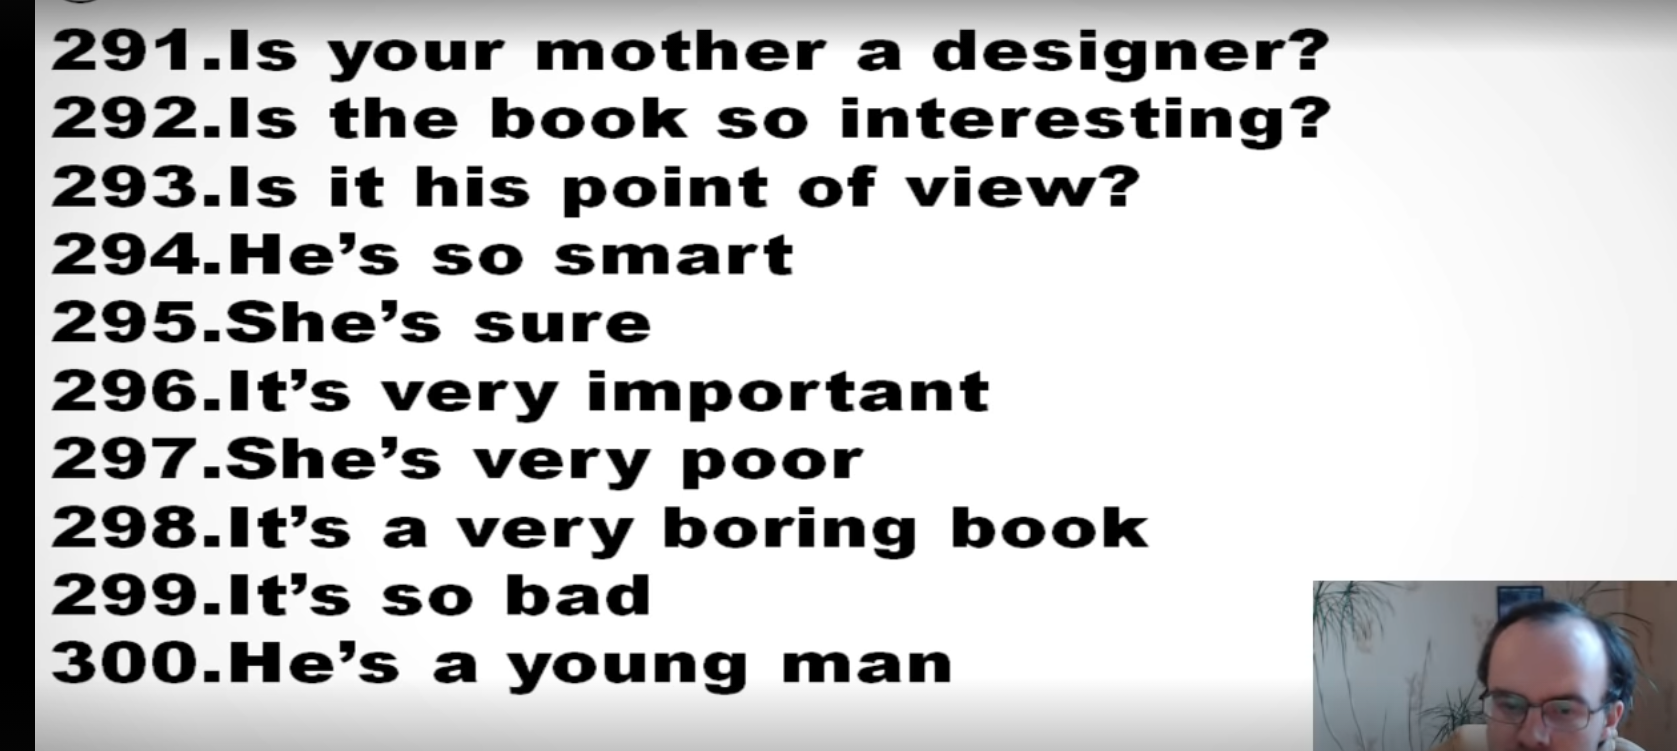 291.Is your mother a designer?
292.Is the book so interesting?
293.Is it his point of view?
294.He’s so smart
295.She’s sure
296.It’s very important
297.She’s very poor
298.It’s a very boring book
299.It’s so bad
300.He’s a young man